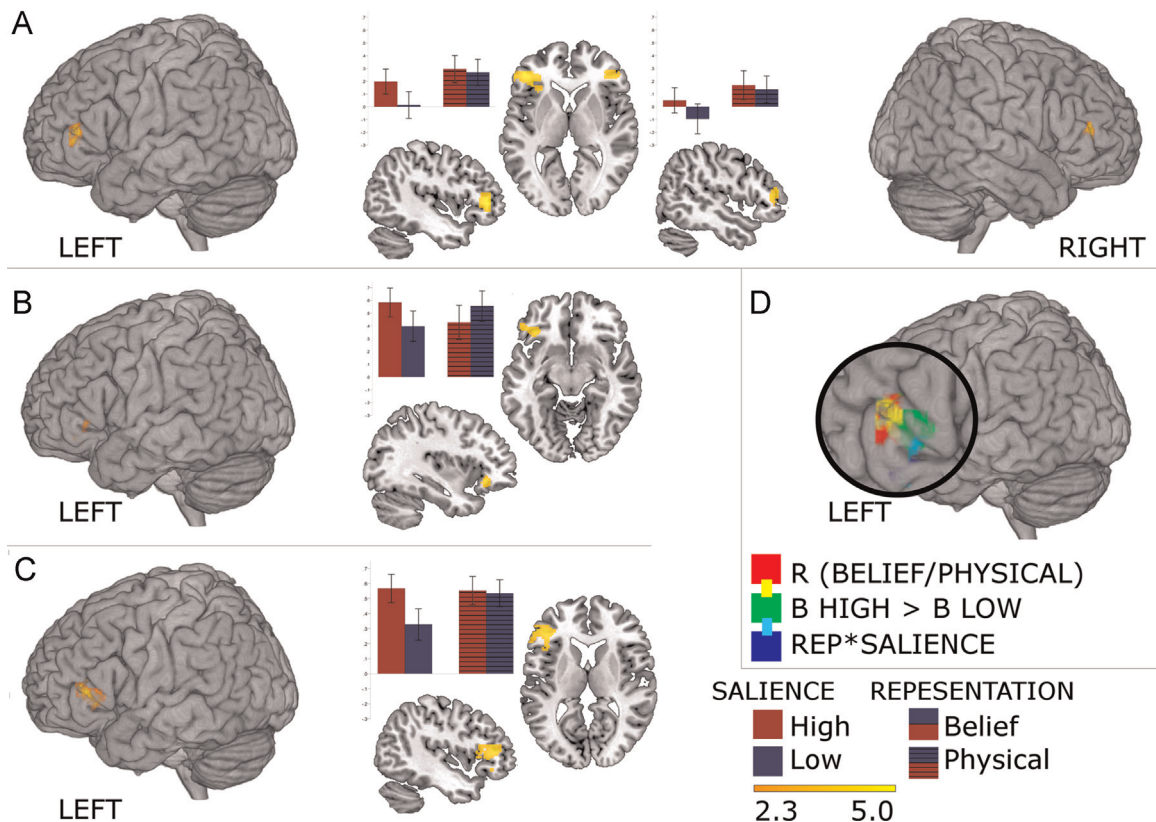 A
LEFT
RIGHT
B
LEFT
D
LEFT
C
LEFT
R (BELIEF/PHYSICAL)
B HIGH > B LOW
REP*SALIENCE
SALIENCE REPESENTATION
High Belief
Low Physical
2.3 5.0